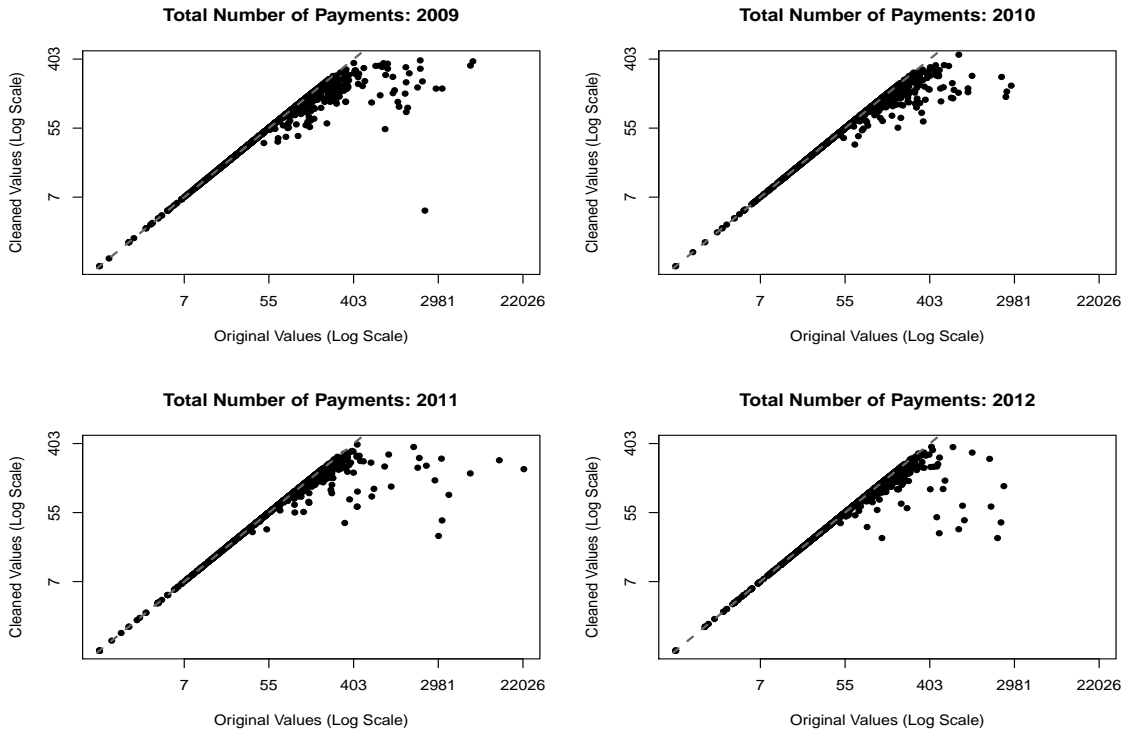 Total Number of Payments: 2009
Cleaned Values (Log Scale)
403
55
7
7 55 403 2981 22026
Original Values (Log Scale)
Total Number of Payments: 2010
Cleaned Values (Log Scale)
403
55
7
7 55 403 2981 22026
Original Values (Log Scale)
Total Number of Payments: 2011
Cleaned Values (Log Scale)
403
55
7
7 55 403 2981 22026
Original Values (Log Scale)
Total Number of Payments: 2012
Cleaned Values (Log Scale)
403
55
7
7 55 403 2981 22026
Original Values (Log Scale)